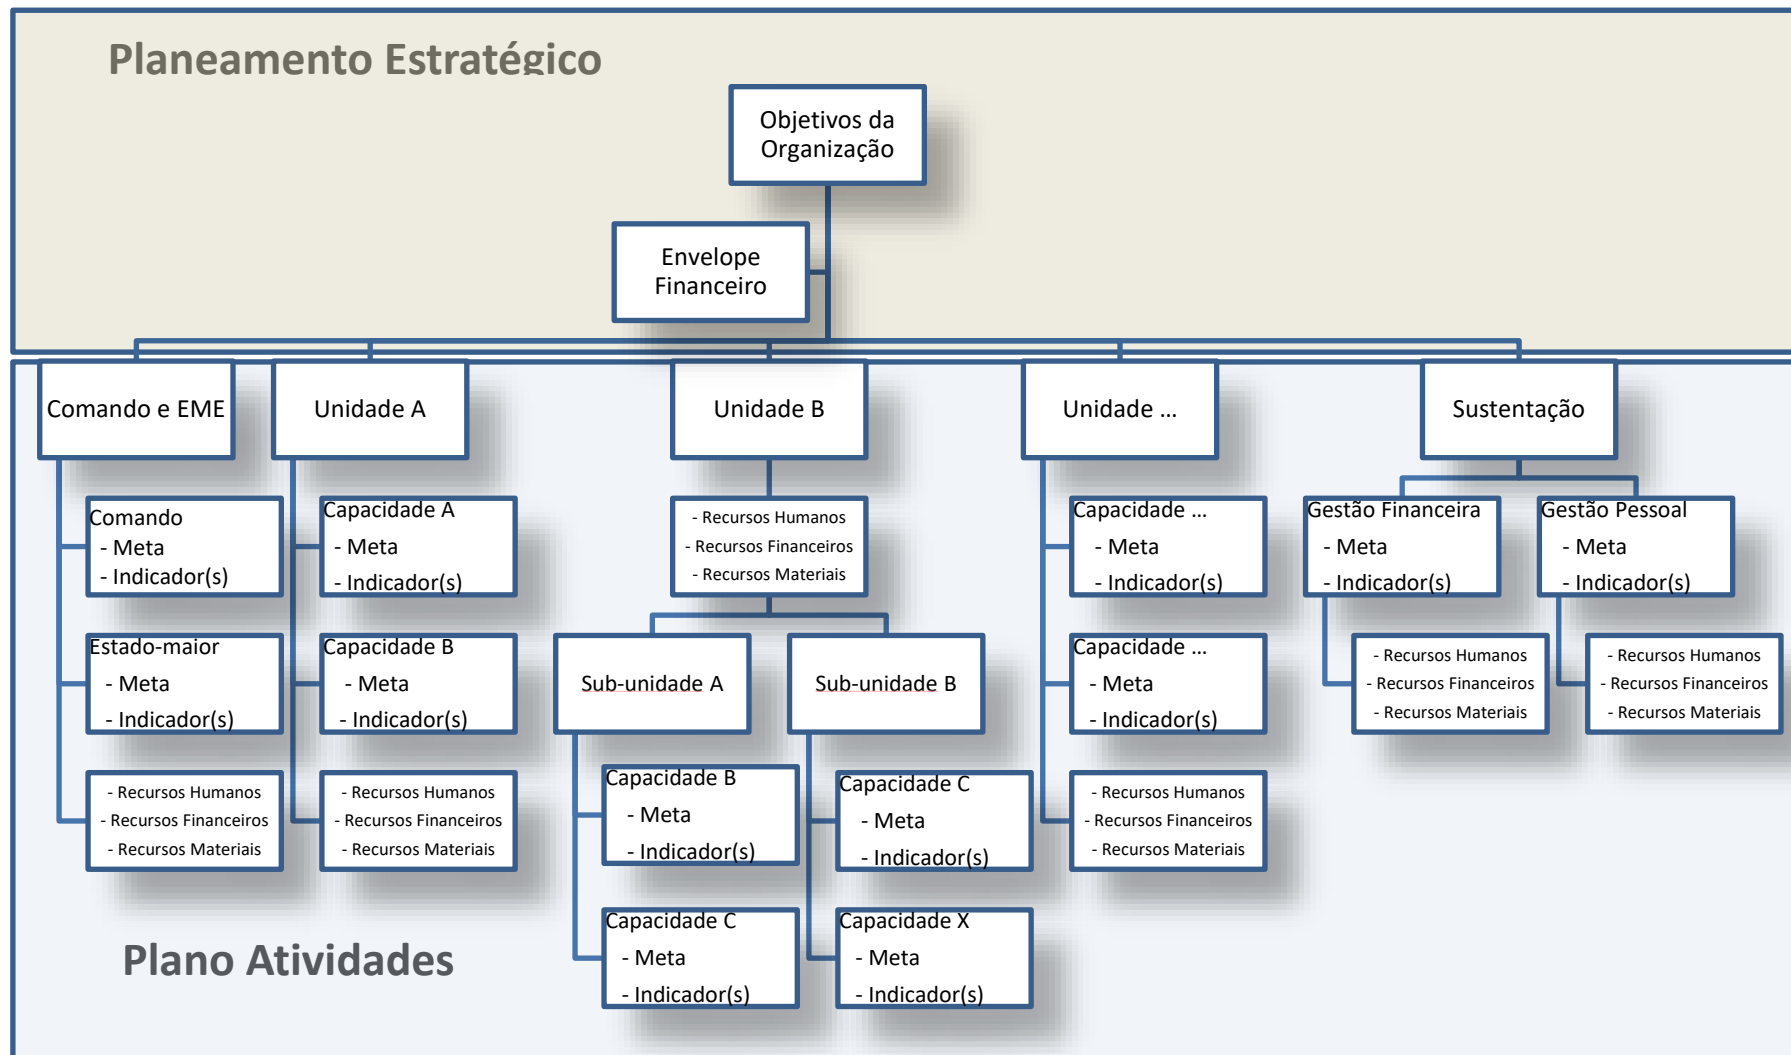 Planeamento Estratégico
Objetivos da
Organização
Envelope
Financeiro
Comando e EME
Unidade A
Unidade B
Unidade ...
Sustentação
Comando
- Meta
- Indicador(s)
Estado-maior
- Meta
- Indicador(s)
- Recursos Humanos
- Recursos Financeiros
- Recursos Materiais
Capacidade A
- Meta
- Indicador(s)
Capacidade B
- Meta
- Indicador(s)
- Recursos Humanos
- Recursos Financeiros
- Recursos Materiais
- Recursos Humanos
- Recursos Financeiros
- Recursos Materiais
Sub-unidade A
Capacidade B
- Meta
- Indicador(s)
Capacidade C
- Meta
- Indicador(s)
Sub-unidade B
Capacidade C
- Meta
- Indicador(s)
Capacidade X
- Meta
- Indicador(s)
Capacidade ...
- Meta
- Indicador(s)
Capacidade ...
- Meta
- Indicador(s)
- Recursos Humanos
- Recursos Financeiros
- Recursos Materiais
Gestão Financeira
- Meta
- Indicador(s)
- Recursos Humanos
- Recursos Financeiros
- Recursos Materiais
Gestão Pessoal
- Meta
- Indicador(s)
- Recursos Humanos
- Recursos Financeiros
- Recursos Materiais
Plano Atividades